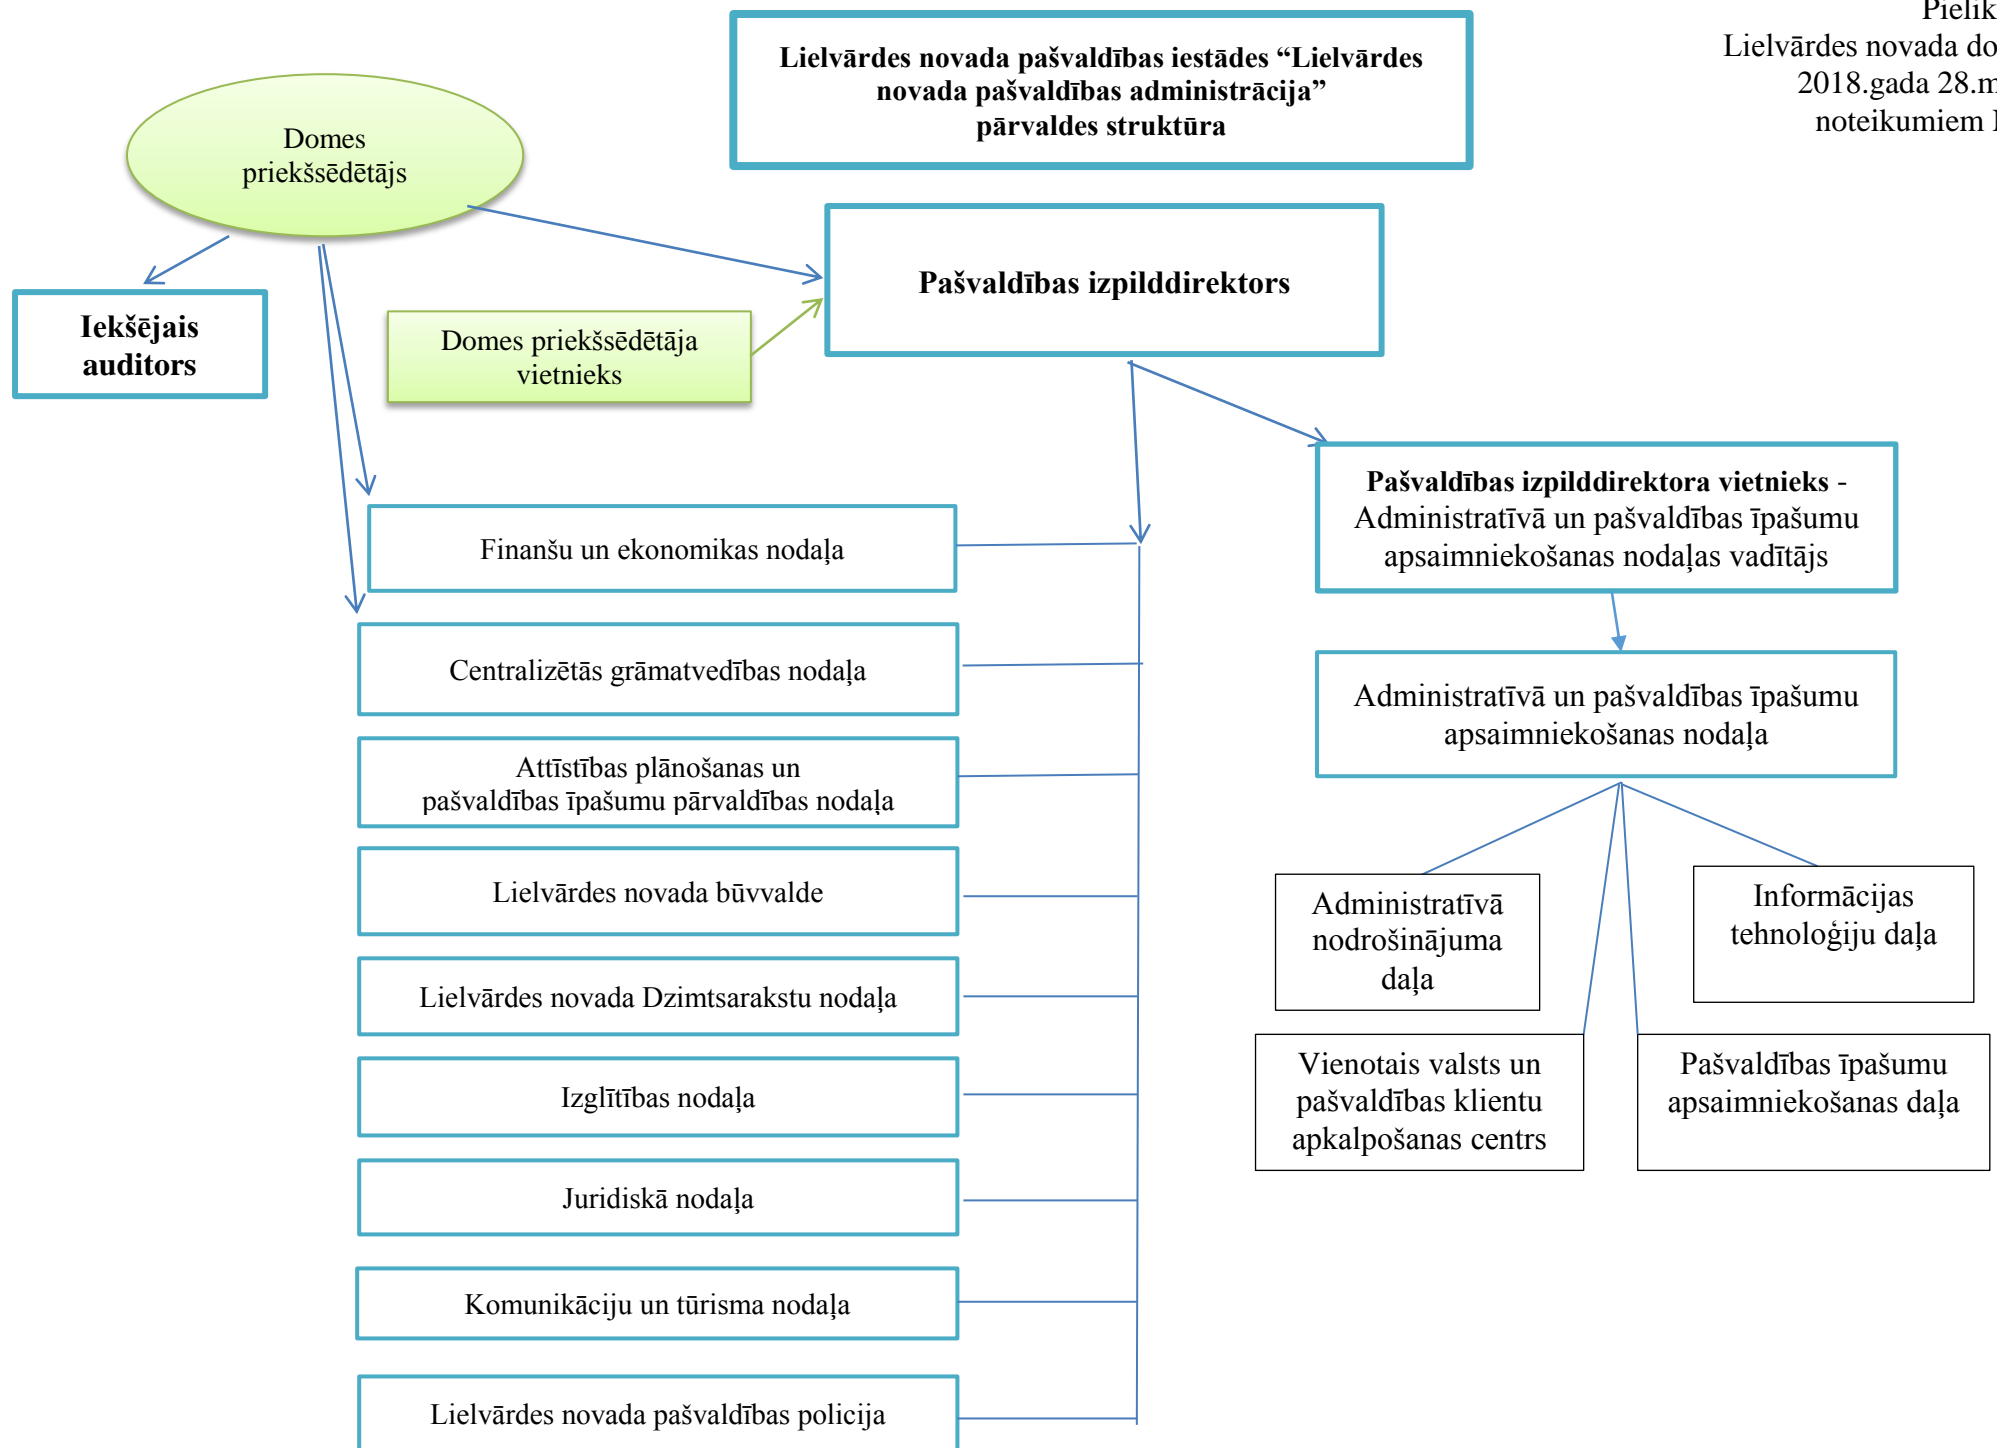 Pielik
Lielvārdes novada do
2018.gada 28.m
noteikumiem
Lielvārdes novada pašvaldības iestādes “Lielvārdes
novada pašvaldības administrācija”
pārvaldes struktūra
Domes
priekšsēdētājs
Pašvaldības izpilddirektors
Iekšējais
auditors
Domes priekšsēdētāja
vietnieks
Pašvaldības izpilddirektora vietnieks -
Administratīvā un pašvaldības īpašumu
apsaimniekošanas nodaļas vadītājs
Finanšu un ekonomikas nodaļa
Centralizētās grāmatvedības nodaļa
Attīstības plānošanas un
pašvaldības īpašumu pārvaldības nodaļa
Lielvārdes novada būvvalde
Lielvārdes novada Dzimtsarakstu nodaļa
Izglītības nodaļa
Juridiskā nodaļa
Komunikāciju un tūrisma nodaļa
Lielvārdes novada pašvaldības policija
Administratīvā un pašvaldības īpašumu
apsaimniekošanas nodaļa
Administratīvā
nodrošinājuma
daļa
Informācijas
tehnoloģiju daļa
Vienotais valsts un
pašvaldības klientu
apkalpošanas centrs
Pašvaldības īpašumu
apsaimniekošanas daļa